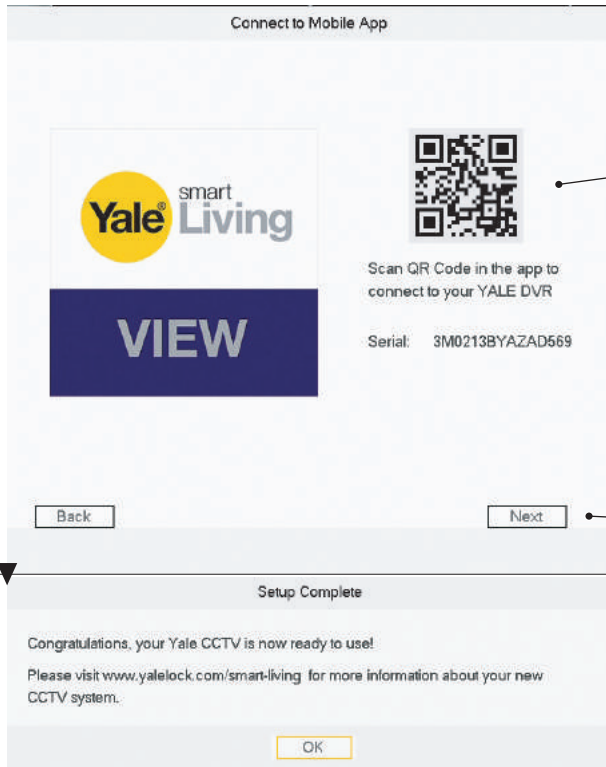 Connect to Mobile App
Yale
smart
Living
VIEW
Scan QR Code in the app to
connect to your YALE DVR
Serial: 3M0213BYAZAD569
Back
Next
Setup Complete
Congratulations, your Yale CCTV is now ready to use!
Please visit www.yalelock.com/smart-living for more information about your new
CCTV system.
OK